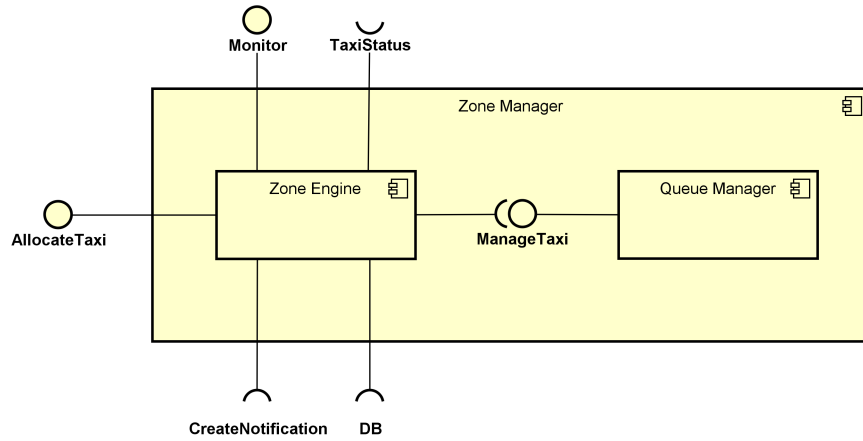 Monitor
TaxiStatus
Zone Manager
Zone Engine
Queue Manager
AllocateTaxi
ManageTaxi
CreateNotification
DB